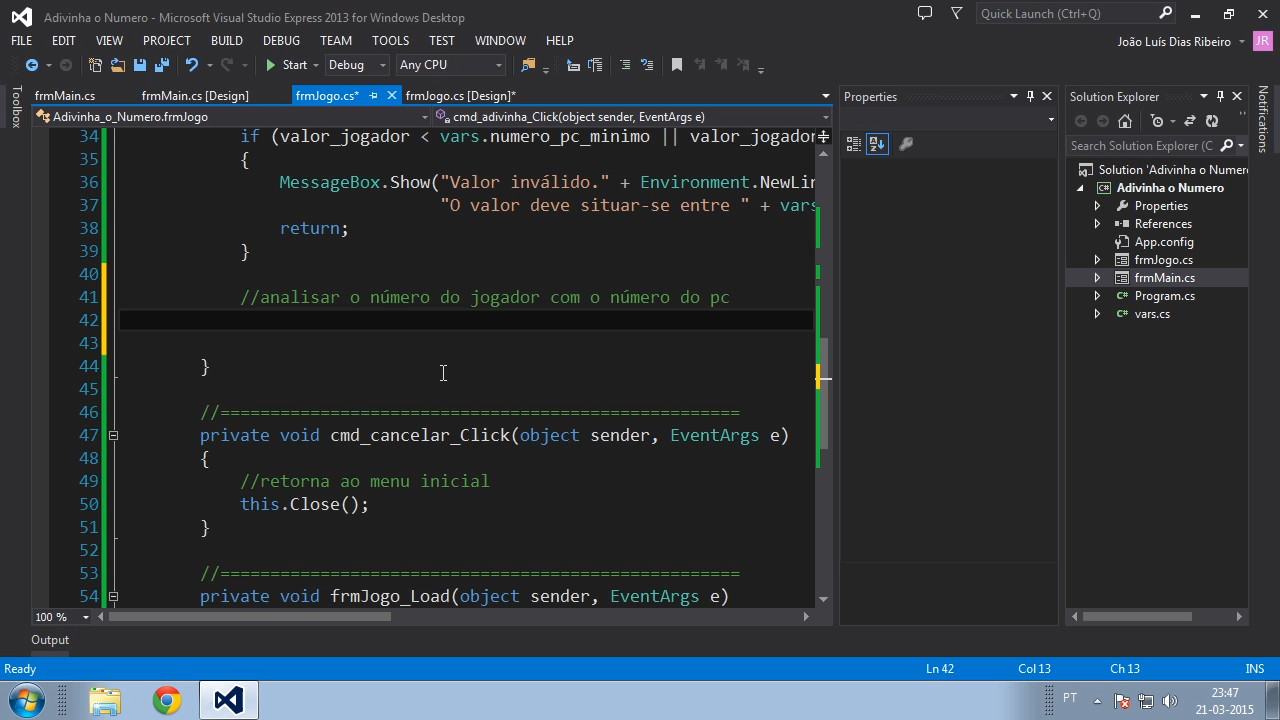 Adivinha o Numero - Microsoft Visual Studio Express 2013 for Windows Desktop
Quick Launch (Ctrl+Q)
FILE EDIT VIEW PROJECT BUILD DEBUG TEAM TOOLS TEST WINDOW HELP
João Luís Dias Ribeiro JR
Start Debug Any CPU
Toolbox
frmMain.cs frmMain.cs [Design] frmJogo.cs* frmJogo.cs [Design]*
Adivinha_o_Numero.frmJogo cmd_adivinha_Click(object sender, EventArgs e)
34 if (valor_jogador < vars.numero_pc_minimo || valor_jogador
35 {
36 MessageBox.Show("Valor inválido." + Environment.NewLin
37 "O valor deve situar-se entre " + vars
38 return;
39 }
40
41 //analisar o número do jogador com o número do pc
42
43
44 }
45
46 //====================================================
47 private void cmd_cancelar_Click(object sender, EventArgs e)
48 {
49 //retorna ao menu inicial
50 this.Close();
51 }
52
53 //====================================================
54 private void frmJogo_Load(object sender, EventArgs e)
100 %
Properties
Solution Explorer
Search Solution Explorer (C
Solution 'Adivinha o Numero
C# Adivinha o Numero
Properties
References
App.config
frmJogo.cs
frmMain.cs
C# Program.cs
C# vars.cs
Notifications
Output
Ready Ln 42 Col 13 Ch 13 INS
PT 23:47
21-03-2015